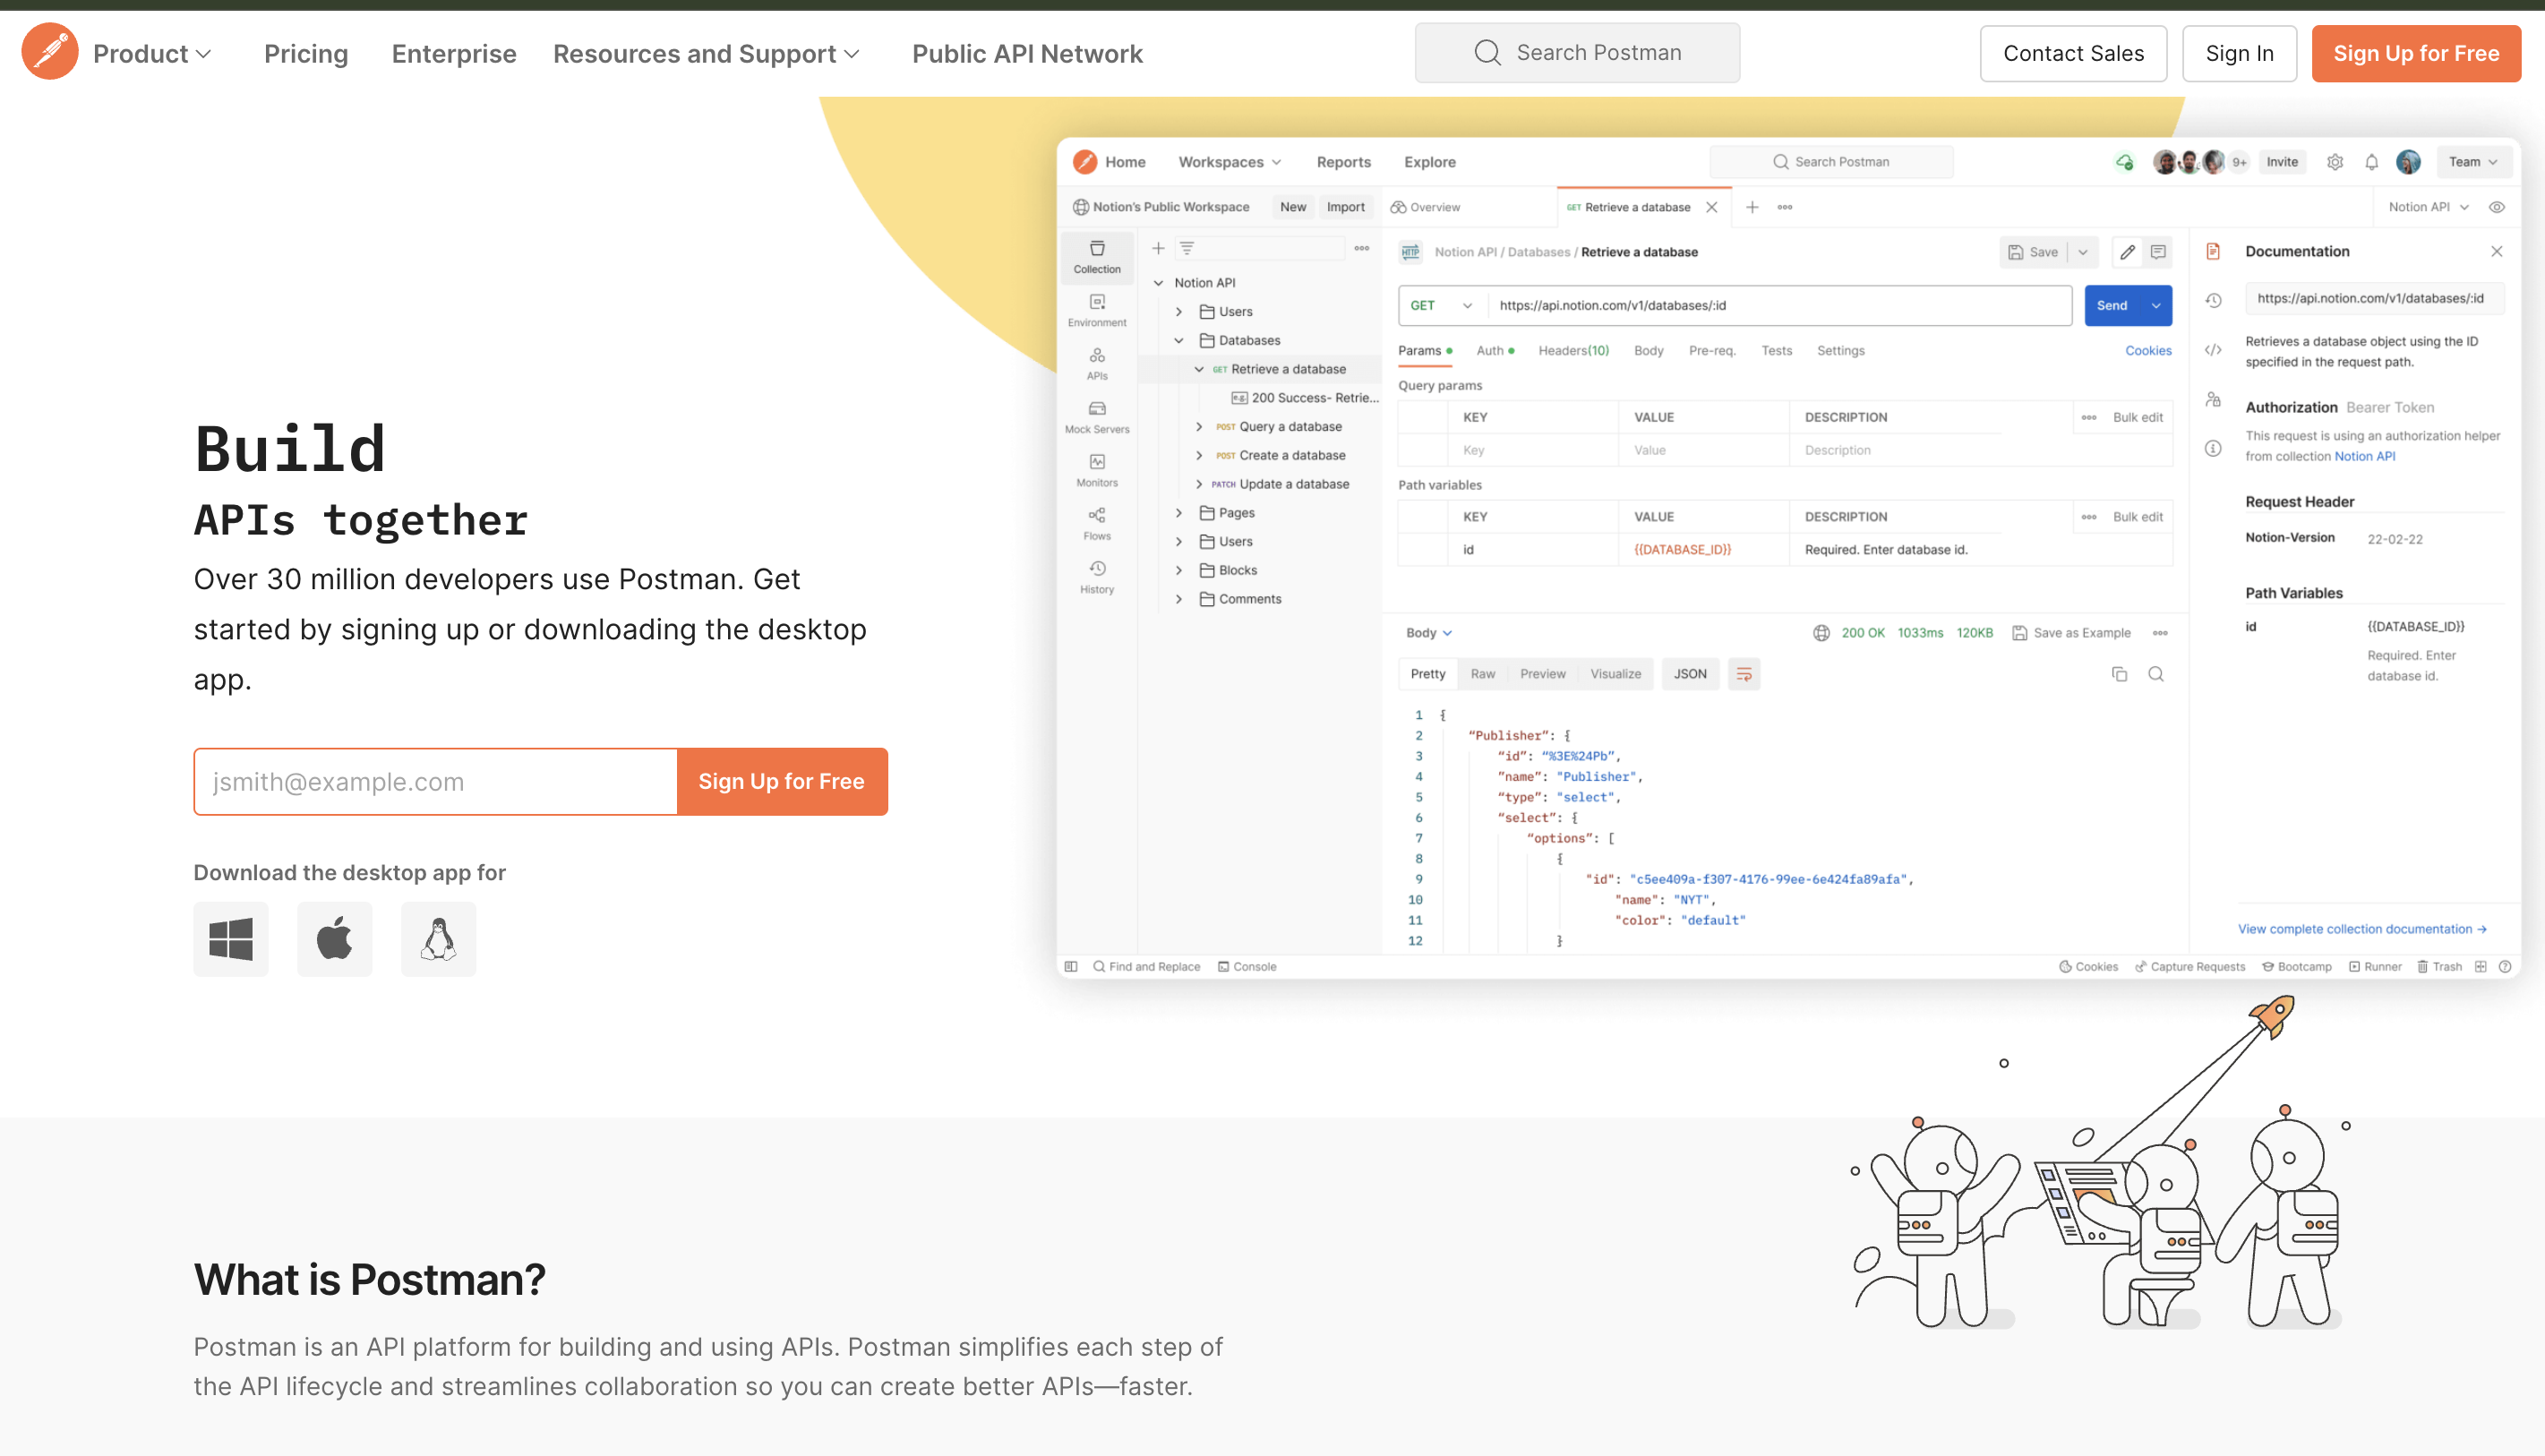 Product
Pricing
Enterprise
Resources and Support
Public API Network
Search Postman
Contact Sales
Sign In
Sign Up for Free
Build
APIs together
Over 30 million developers use Postman. Get
started by signing up or downloading the desktop
app.
jsmith@example.com
Sign Up for Free
Download the desktop app for
Home
Workspaces
Reports
Explore
Search Postman
9+
Invite
Team
Notion's Public Workspace
New
Import
Overview
GET Retrieve a database
Notion API
Collection
Environment
APIs
Mock Servers
Monitors
Flows
History
Notion API
Users
Databases
GET Retrieve a database
e.g. 200 Success- Retrie...
POST Query a database
POST Create a database
PATCH Update a database
Pages
Users
Blocks
Comments
HTTP Notion API / Databases / Retrieve a database
Save
GET
https://api.notion.com/v1/databases/:id
Send
Params
Auth
Headers(10)
Body
Pre-req.
Tests
Settings
Cookies
Query params
KEY VALUE DESCRIPTION Bulk edit
Key Value Description
Path variables
KEY VALUE DESCRIPTION Bulk edit
id {{DATABASE_ID}} Required. Enter database id.
Body
200 OK 1033ms 120KB Save as Example
Pretty Raw Preview Visualize JSON
1 {
2 “Publisher”: {
3 “id”: “%3E%24Pb”,
4 ”name”: "Publisher",
5 “type”: "select",
6 “select”: {
7 “options”: [
8 {
9 "id": "c5ee409a-f307-4176-99ee-6e424fa89afa",
10 "name": "NYT",
11 "color": "default"
12 }
Documentation
https://api.notion.com/v1/databases/:id
Retrieves a database object using the ID
specified in the request path.
Authorization Bearer Token
This request is using an authorization helper
from collection Notion API
Request Header
Notion-Version 22-02-22
Path Variables
id {{DATABASE_ID}}
Required. Enter
database id.
View complete collection documentation →
Find and Replace
Console
Cookies
Capture Requests
Bootcamp
Runner
Trash
What is Postman?
Postman is an API platform for building and using APIs. Postman simplifies each step of
the API lifecycle and streamlines collaboration so you can create better APIs—faster.